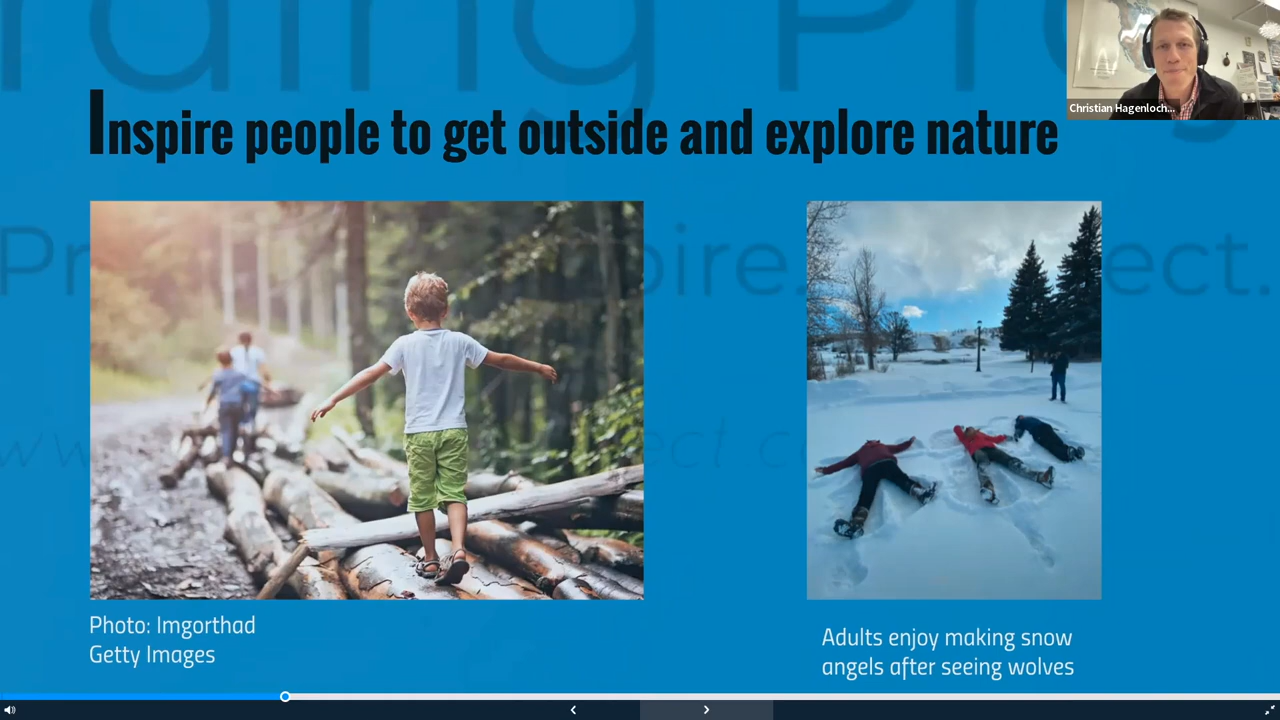 Inspire people to get outside and explore nature
Christian Hagenloch...
Photo: Imgorthad
Getty Images
Adults enjoy making snow
angels after seeing wolves